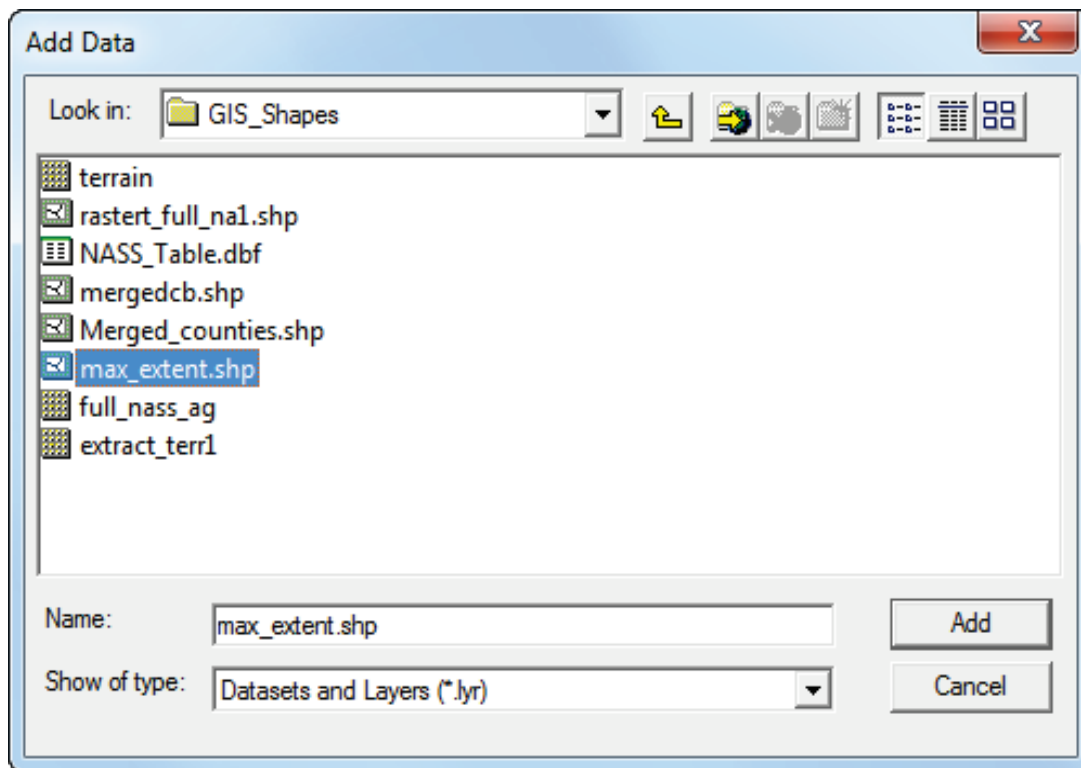 Add Data
Look in: GIS_Shapes
terrain
rastert_full_na1.shp
NASS_Table.dbf
mergedcb.shp
Merged_counties.shp
max_extent.shp
full_nass_ag
extract_terr1
Name: max_extent.shp Add
Show of type: Datasets and Layers (*.lyr) Cancel